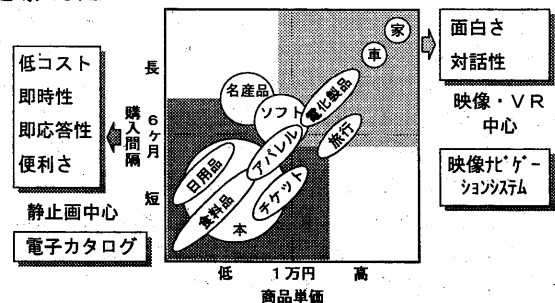 低コスト
即時性
即応答性
便利さ
静止画中心
電子カタログ
購入間隔
長
6ヶ月
短
家
車
名産品
ソフト
電化製品
旅行
アパレル
日用品
食料品
チケット
本
低 1万円 高
商品単価
面白さ
対話性
映像・VR
中心
映像ナビゲー
ションシステム